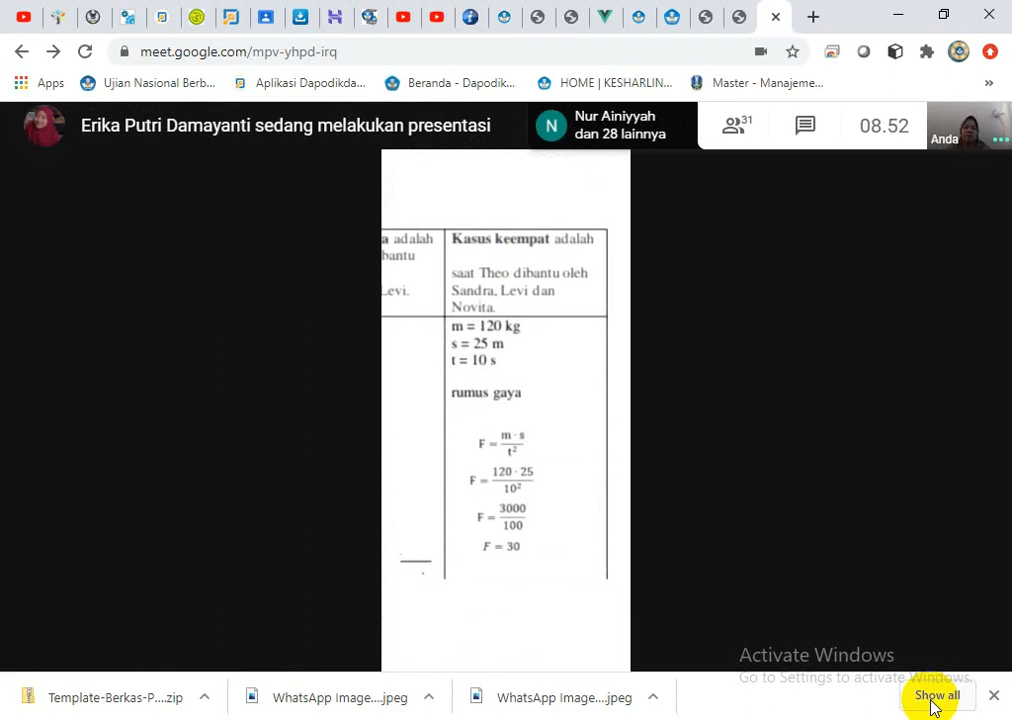 meet.google.com/mpv-yhpd-irq
Apps
Ujian Nasional Berb...
Aplikasi Dapodikda...
Beranda - Dapodik...
HOME | KESHARLIN...
Master - Manajeme...
»
Erika Putri Damayanti sedang melakukan presentasi
N
Nur Ainiyyah
dan 28 lainnya
31
08.52
Anda
a adalah
bantu
Levi.
Kasus keempat adalah
saat Theo dibantu oleh
Sandra, Levi dan
Novita.
m = 120 kg
s = 25 m
t = 10 s
rumus gaya
F = m · s / t²
F = 120 · 25 / 10²
F = 3000 / 100
F = 30
Activate Windows
Go to Settings to activate Windows.
Template-Berkas-P....zip
WhatsApp Image....jpeg
WhatsApp Image....jpeg
Show all